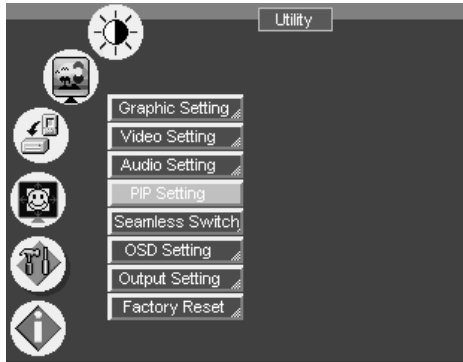 Utility
Graphic Setting
Video Setting
Audio Setting
PIP Setting
Seamless Switch
OSD Setting
Output Setting
Factory Reset